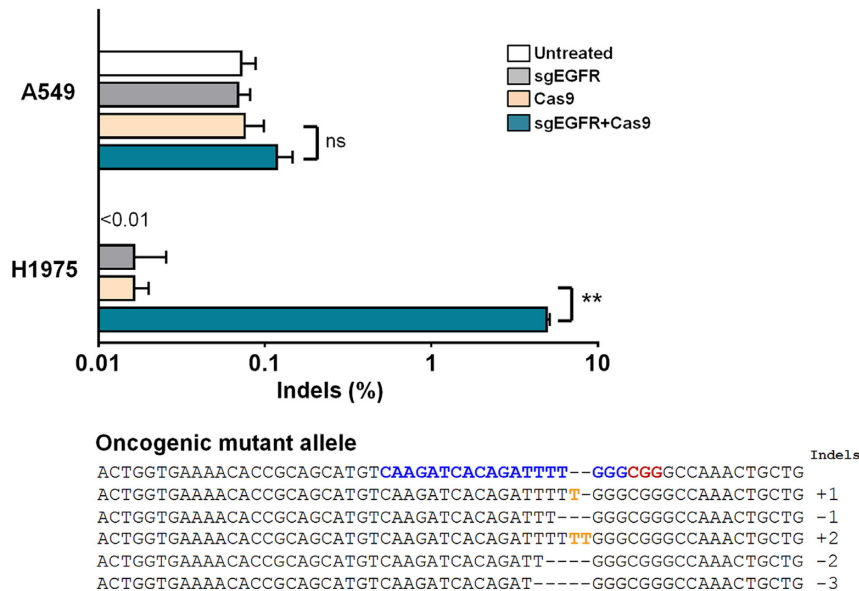 Untreated
sgEGFR
Cas9
sgEGFR+Cas9
A549
ns
<0.01
H1975
**
0.01 0.1 1 10
Indels (%)
Oncogenic mutant allele
Indels
ACTGGTGAAAACACCGCAGCATGTCAAGATCACAGATTTT--GGGCGGGCCAAACTGCTG
ACTGGTGAAAACACCGCAGCATGTCAAGATCACAGATTTTT-GGGCGGGCCAAACTGCTG +1
ACTGGTGAAAACACCGCAGCATGTCAAGATCACAGATTT---GGGCGGGCCAAACTGCTG -1
ACTGGTGAAAACACCGCAGCATGTCAAGATCACAGATTTTTTGGGCGGGCCAAACTGCTG +2
ACTGGTGAAAACACCGCAGCATGTCAAGATCACAGATT----GGGCGGGCCAAACTGCTG -2
ACTGGTGAAAACACCGCAGCATGTCAAGATCACAGAT-----GGGCGGGCCAAACTGCTG -3